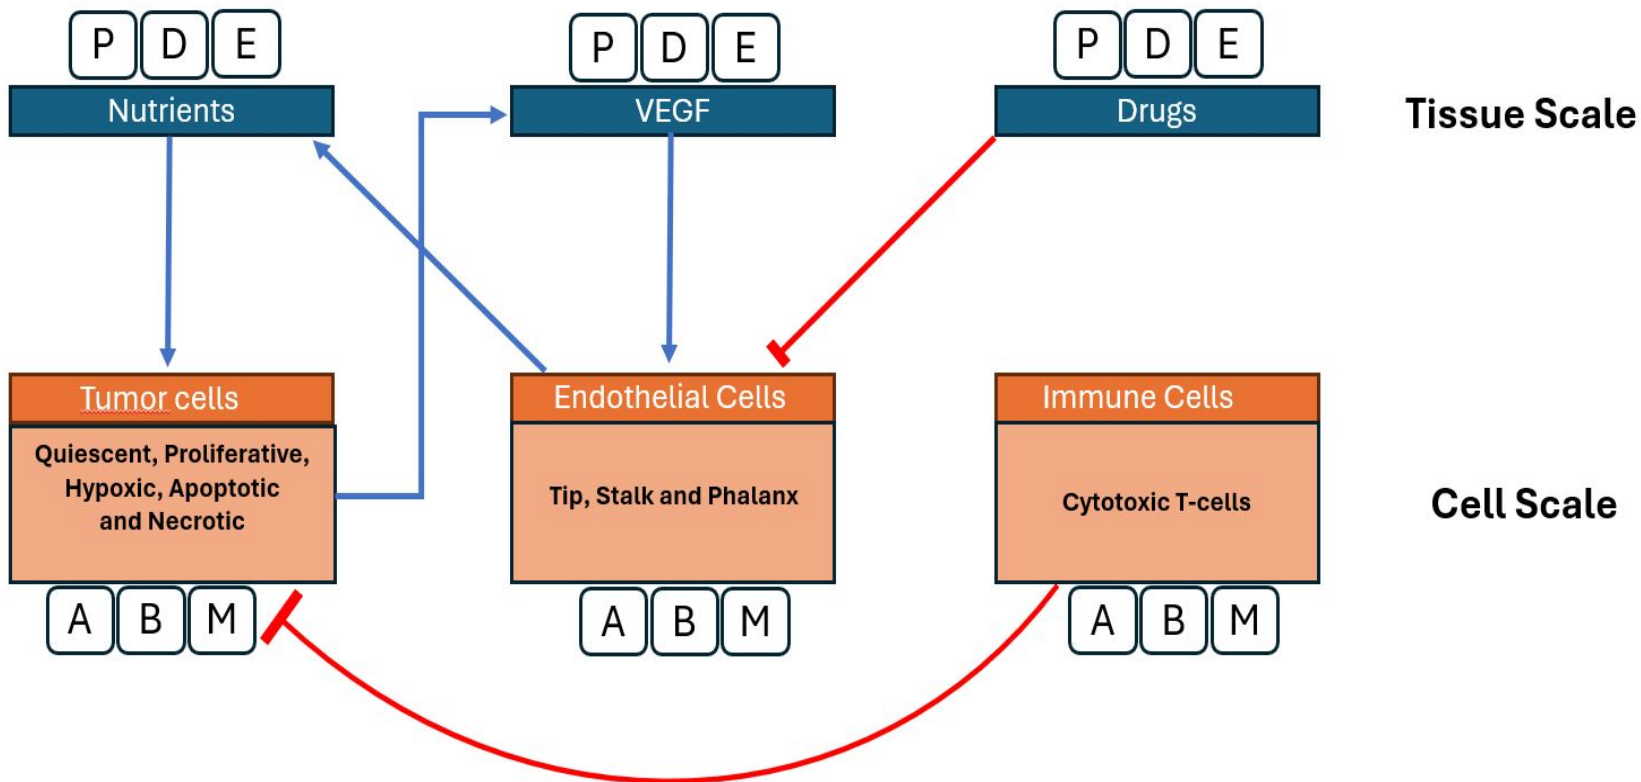 P D E
P D E
P D E
Nutrients
VEGF
Drugs
Tissue Scale
Tumor cells
Endothelial Cells
Immune Cells
Quiescent, Proliferative,
Hypoxic, Apoptotic
and Necrotic
Tip, Stalk and Phalanx
Cytotoxic T-cells
Cell Scale
A B M
A B M
A B M